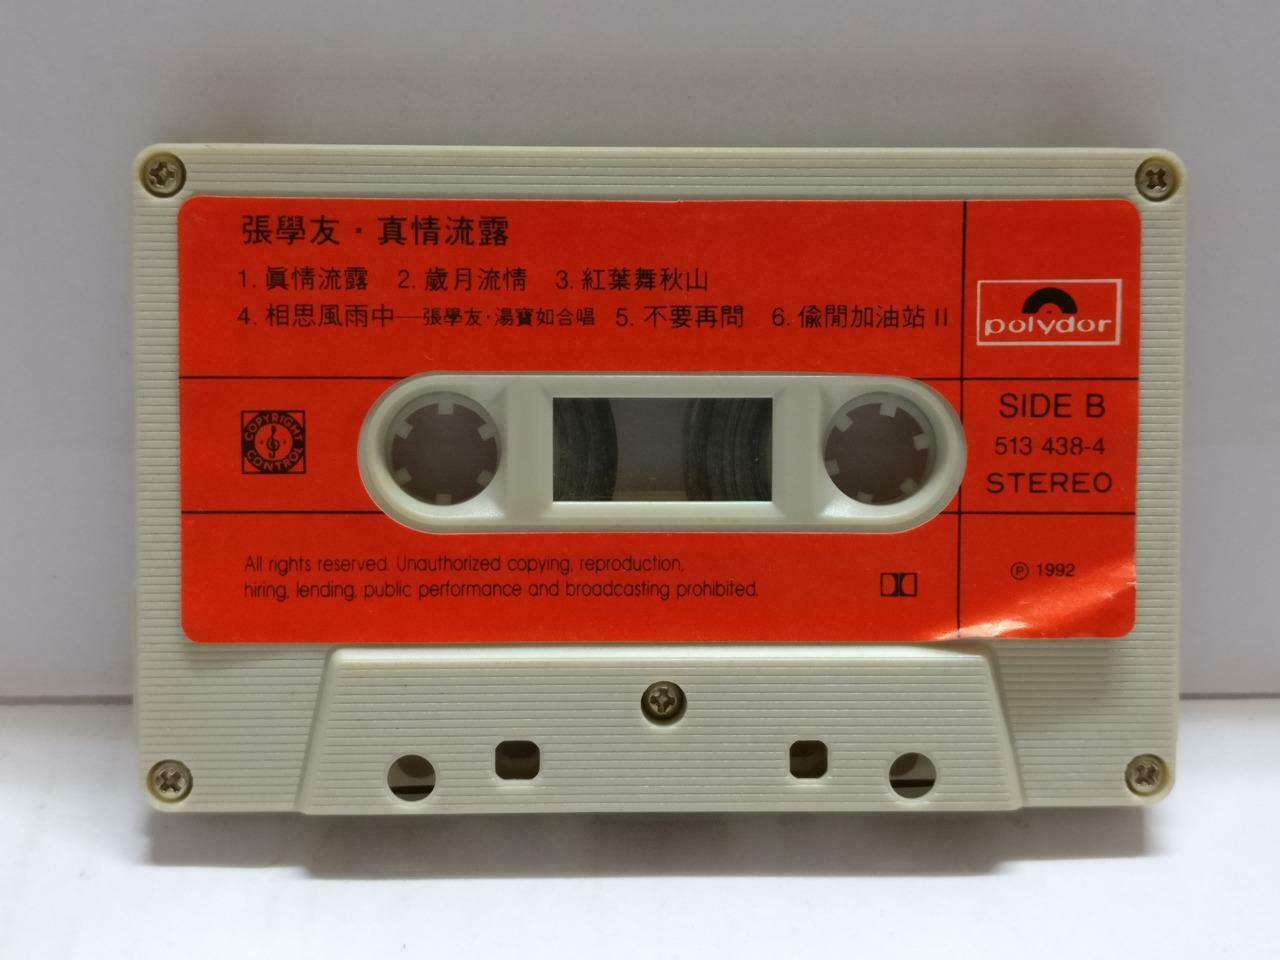 張學友·真情流露
1. 眞情流露 2. 歲月流情 3. 紅葉舞秋山
4. 相思風雨中—張學友·湯寶如合唱 5. 不要再問 6. 偷閒加油站 II
polydor
SIDE B
513 438-4
STEREO
COPYRIGHT CONTROL
All rights reserved. Unauthorized copying, reproduction,
hiring, lending, public performance and broadcasting prohibited.
℗ 1992